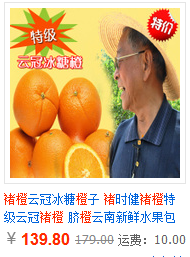 特级
特价
云冠冰糖橙
褚橙云冠冰糖橙子 褚时健褚橙特
级云冠褚橙 脐橙云南新鲜水果包
￥139.80 179.00 运费：10.00